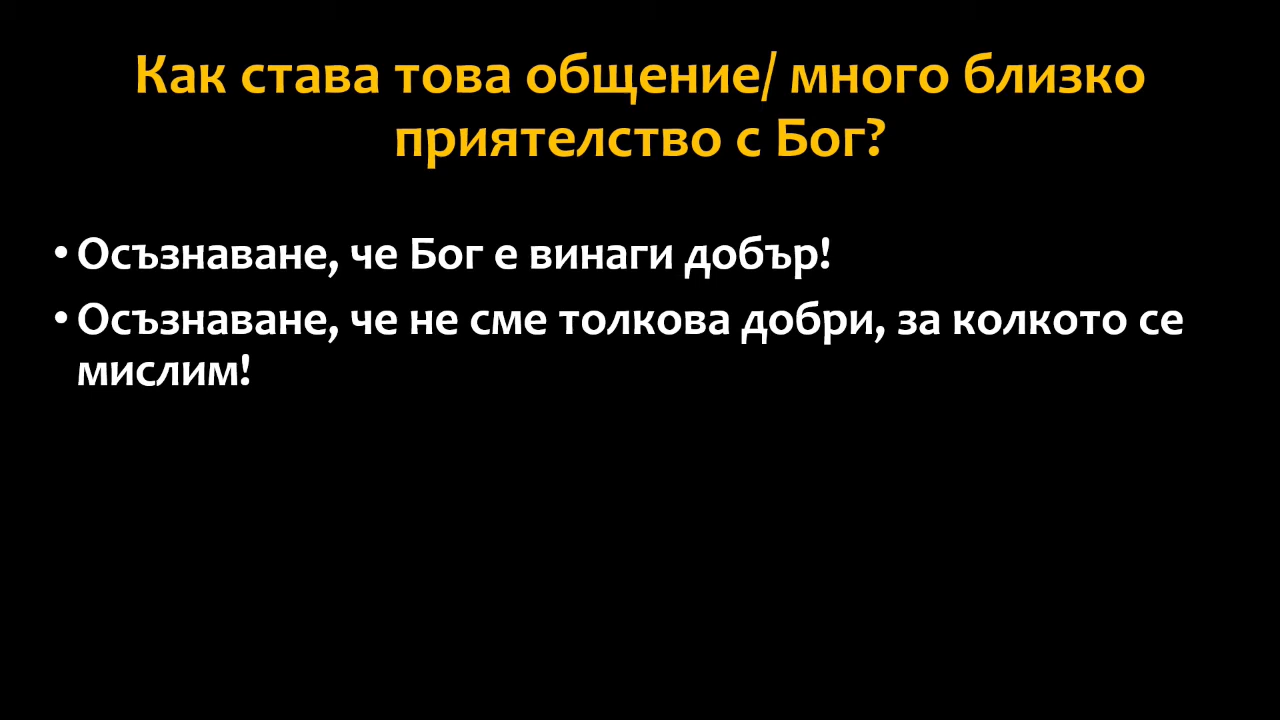 Как става това общение/ много близко
приятелство с Бог?
• Осъзнаване, че Бог е винаги добър!
• Осъзнаване, че не сме толкова добри, за колкото се
мислим!